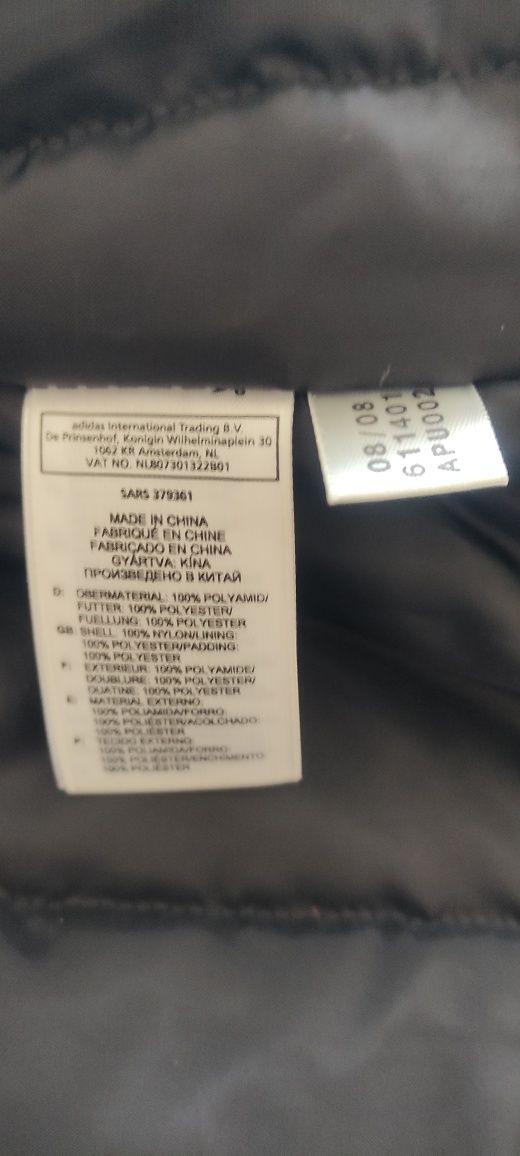 adidas International Trading B.V.
De Prinsenhof, Konigin Wilhelminaplein 30
1062 KR Amsterdam, NL
VAT NO. NL807301322B01
SARS 379361
MADE IN CHINA
FABRIQUÉ EN CHINE
FABRICADO EN CHINA
GYÁRTVA: KÍNA
ПРОИЗВЕДЕНО В КИТАЙ
D: OBERMATERIAL: 100% POLYAMID/
FUTTER: 100% POLYESTER/
FUELLUNG: 100% POLYESTER
GB: SHELL: 100% NYLON/LINING:
100% POLYESTER/PADDING:
100% POLYESTER
F: EXTERIEUR: 100% POLYAMIDE/
DOUBLURE: 100% POLYESTER/
OUATINE: 100% POLYESTER
E: MATERIAL EXTERNO:
100% POLIAMIDA/FORRO:
100% POLIÉSTER/ACOLCHADO:
100% POLIÉSTER
P: TECIDO EXTERNO:
100% POLIAMIDA/FORRO:
100% POLIÉSTER/ENCHIMENTO:
100% POLIÉSTER
08/08
611401
APU002